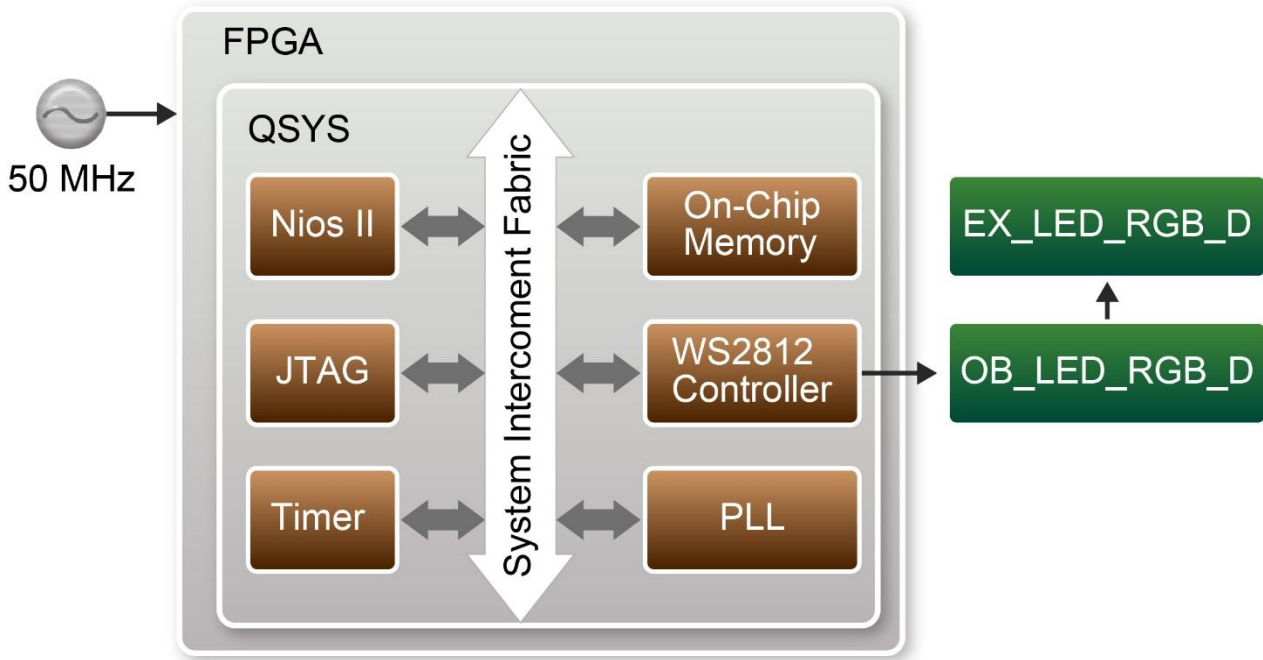 FPGA
50 MHz
QSYS
Nios II
JTAG
Timer
System Intercoment Fabric
On-Chip
Memory
WS2812
Controller
PLL
EX_LED_RGB_D
OB_LED_RGB_D